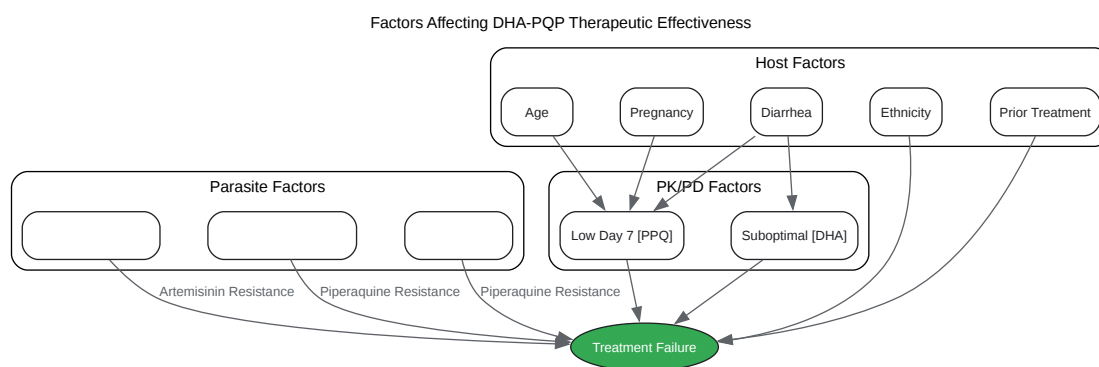 Factors Affecting DHA-PQP Therapeutic Effectiveness
Host Factors
Age
Pregnancy
Diarrhea
Ethnicity
Prior Treatment
Parasite Factors
PK/PD Factors
Low Day 7 [PPQ]
Suboptimal [DHA]
Artemisinin Resistance
Piperaquine Resistance
Piperaquine Resistance
Treatment Failure